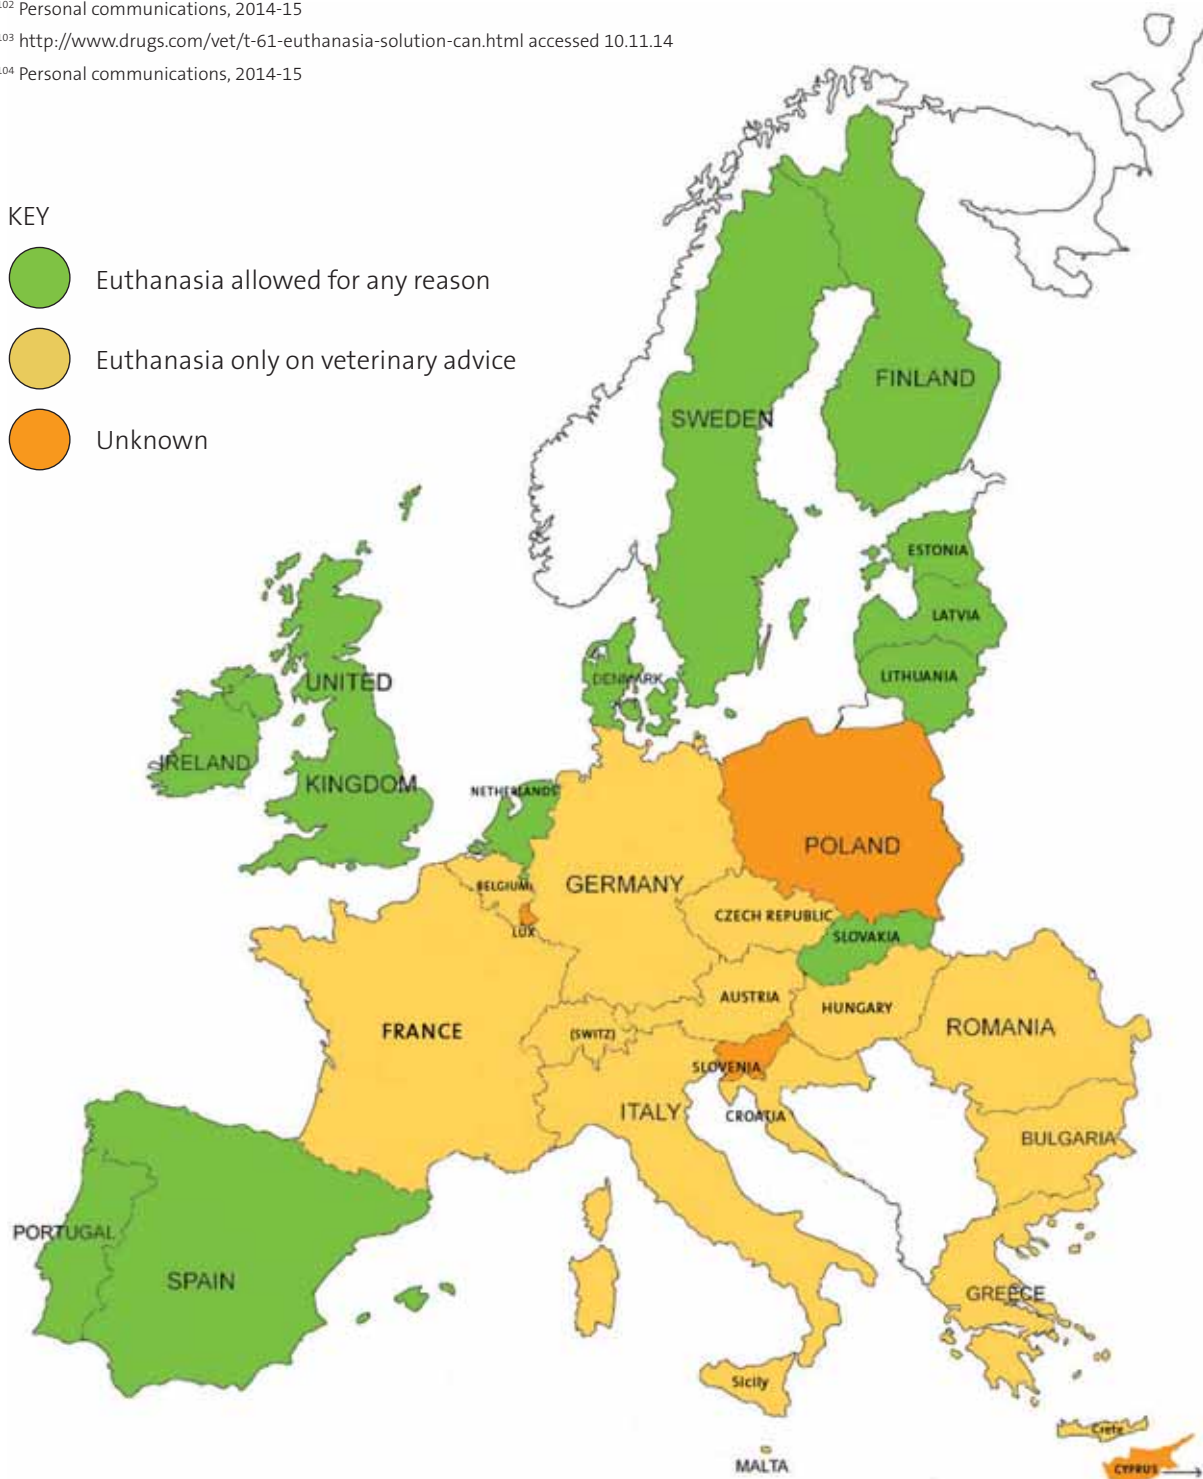 102 Personal communications, 2014-15
103 http://www.drugs.com/vet/t-61-euthanasia-solution-can.html accessed 10.11.14
104 Personal communications, 2014-15
KEY
Euthanasia allowed for any reason
Euthanasia only on veterinary advice
Unknown
FINLAND
SWEDEN
ESTONIA
LATVIA
LITHUANIA
DENMARK
UNITED
KINGDOM
IRELAND
NETHERLANDS
POLAND
GERMANY
BELGIUM
LUX
CZECH REPUBLIC
SLOVAKIA
AUSTRIA
HUNGARY
ROMANIA
FRANCE
(SWITZ)
SLOVENIA
ITALY
CROATIA
BULGARIA
PORTUGAL
SPAIN
GREECE
Sicily
Crete
MALTA
CYPRUS